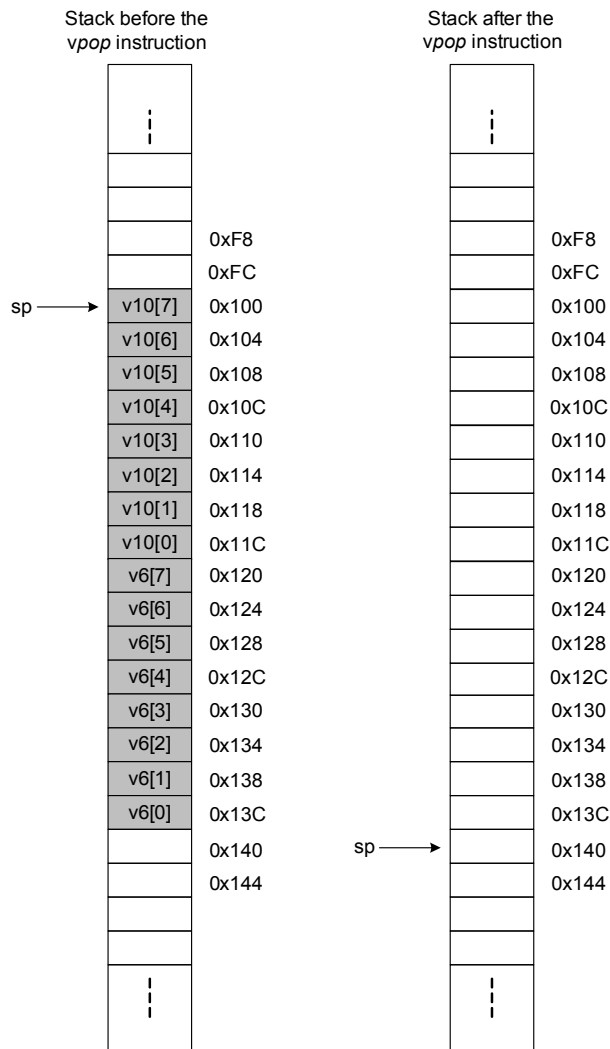 Stack before the
vpop instruction
0xF8
0xFC
sp
v10[7] 0x100
v10[6] 0x104
v10[5] 0x108
v10[4] 0x10C
v10[3] 0x110
v10[2] 0x114
v10[1] 0x118
v10[0] 0x11C
v6[7] 0x120
v6[6] 0x124
v6[5] 0x128
v6[4] 0x12C
v6[3] 0x130
v6[2] 0x134
v6[1] 0x138
v6[0] 0x13C
0x140
0x144
Stack after the
vpop instruction
0xF8
0xFC
0x100
0x104
0x108
0x10C
0x110
0x114
0x118
0x11C
0x120
0x124
0x128
0x12C
0x130
0x134
0x138
0x13C
sp 0x140
0x144